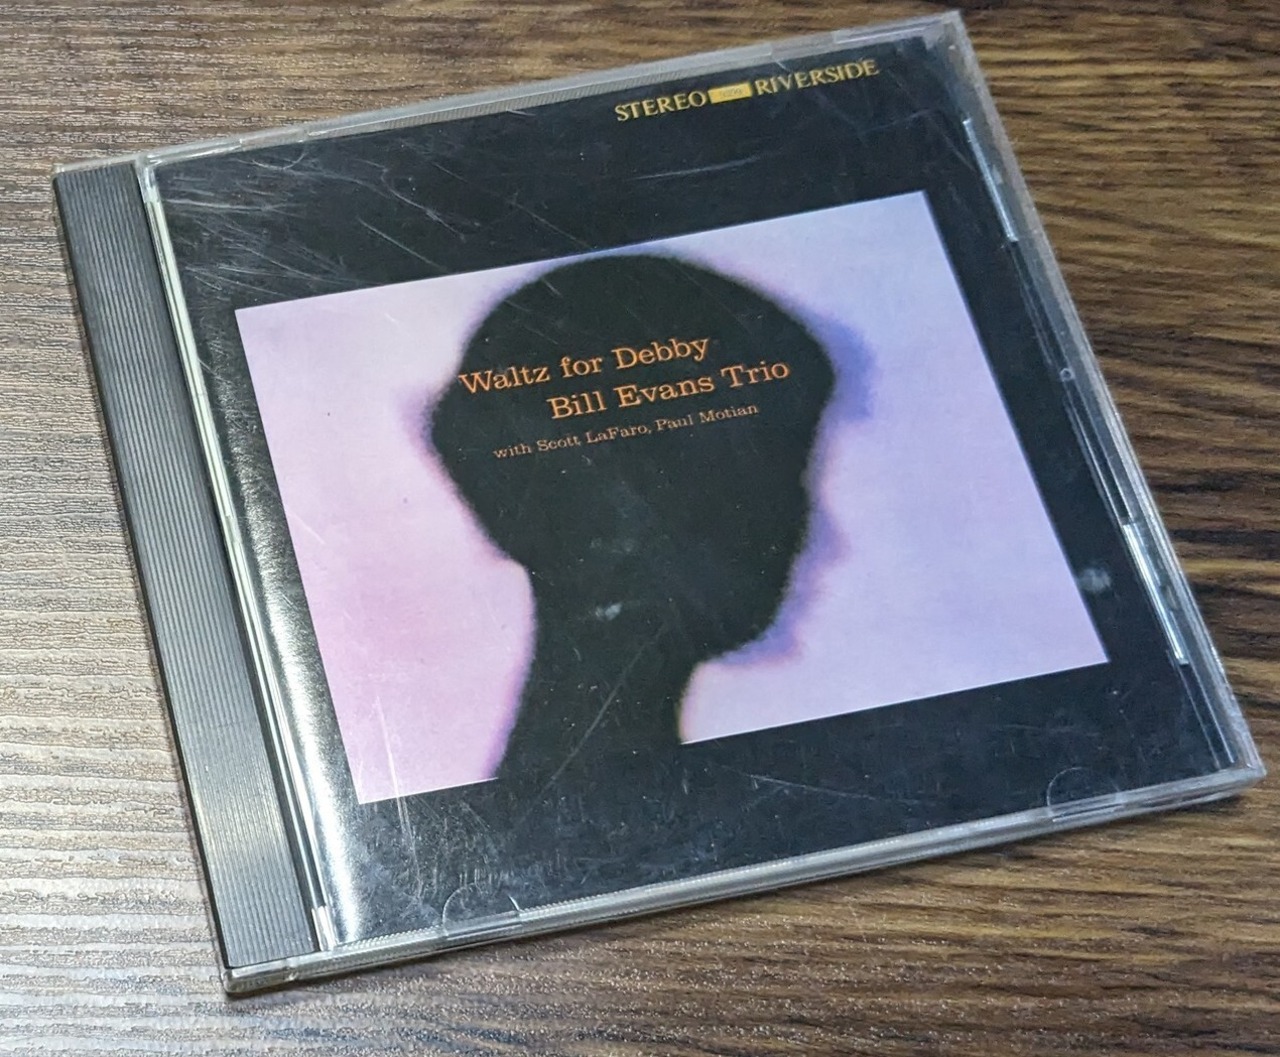 STEREO RIVERSIDE
Waltz for Debby
Bill Evans Trio
with Scott LaFaro, Paul Motian